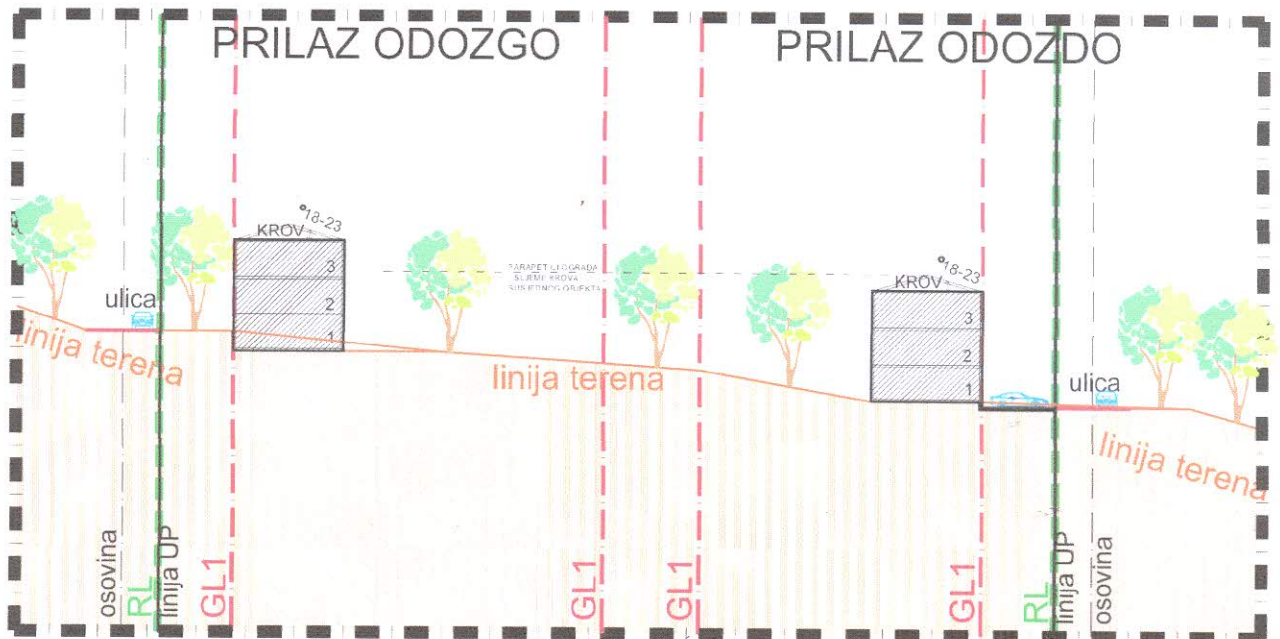 PRILAZ ODOZGO
PRILAZ ODOZDO
°18-23
KROV
3
2
1
ulica
linija terena
PARAPET ILI OGRADA
SLJEME KROVA
SUSJEDNOG OBJEKTA
linija terena
°18-23
KROV
3
2
1
ulica
linija terena
osovina
RL
linija UP
GL1
GL1
GL1
GL1
RL
linija UP
osovina